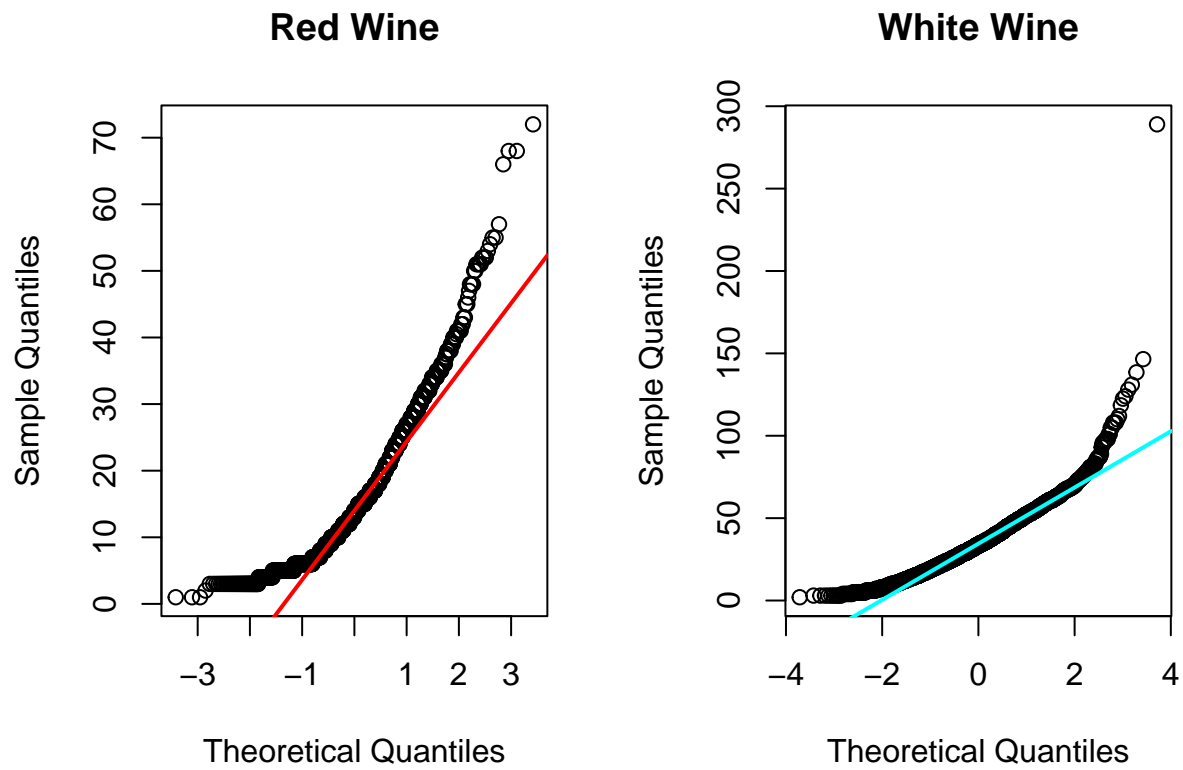 Red Wine
70
60
50
40
30
20
10
0
Sample Quantiles
−3 −1 1 2 3
Theoretical Quantiles
White Wine
300
250
200
150
100
50
0
Sample Quantiles
−4 −2 0 2 4
Theoretical Quantiles